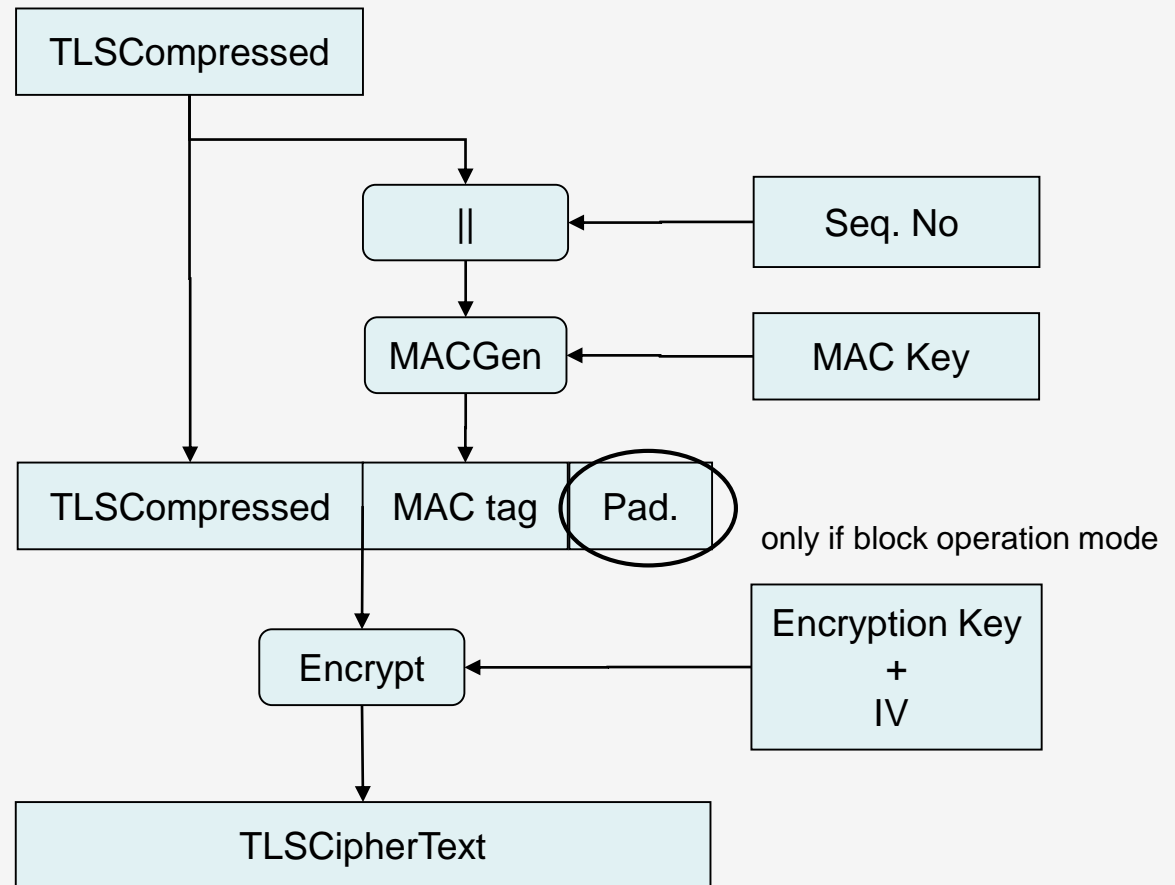 TLSCompressed
||
Seq. No
MACGen
MAC Key
TLSCompressed
MAC tag
Pad.
only if block operation mode
Encryption Key
+
IV
Encrypt
TLSCipherText